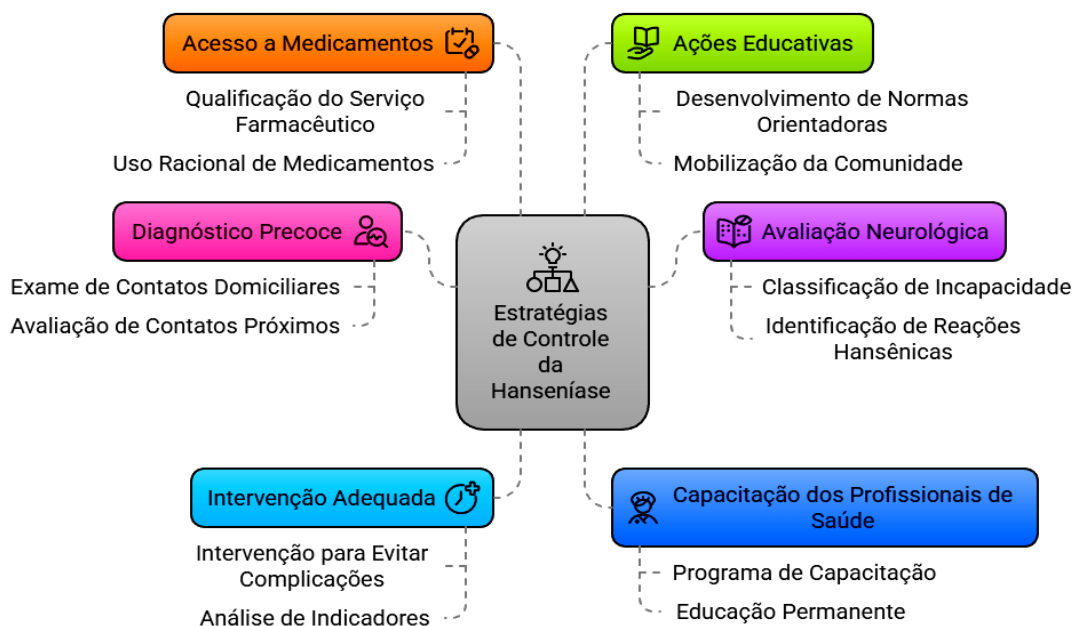 Acesso a Medicamentos
Qualificação do Serviço
Farmacêutico
Uso Racional de Medicamentos
Ações Educativas
Desenvolvimento de Normas
Orientadoras
Mobilização da Comunidade
Diagnóstico Precoce
Exame de Contatos Domiciliares
Avaliação de Contatos Próximos
Estratégias
de Controle
da
Hanseníase
Avaliação Neurológica
Classificação de Incapacidade
Identificação de Reações
Hansênicas
Intervenção Adequada
Intervenção para Evitar
Complicações
Análise de Indicadores
Capacitação dos Profissionais de
Saúde
Programa de Capacitação
Educação Permanente